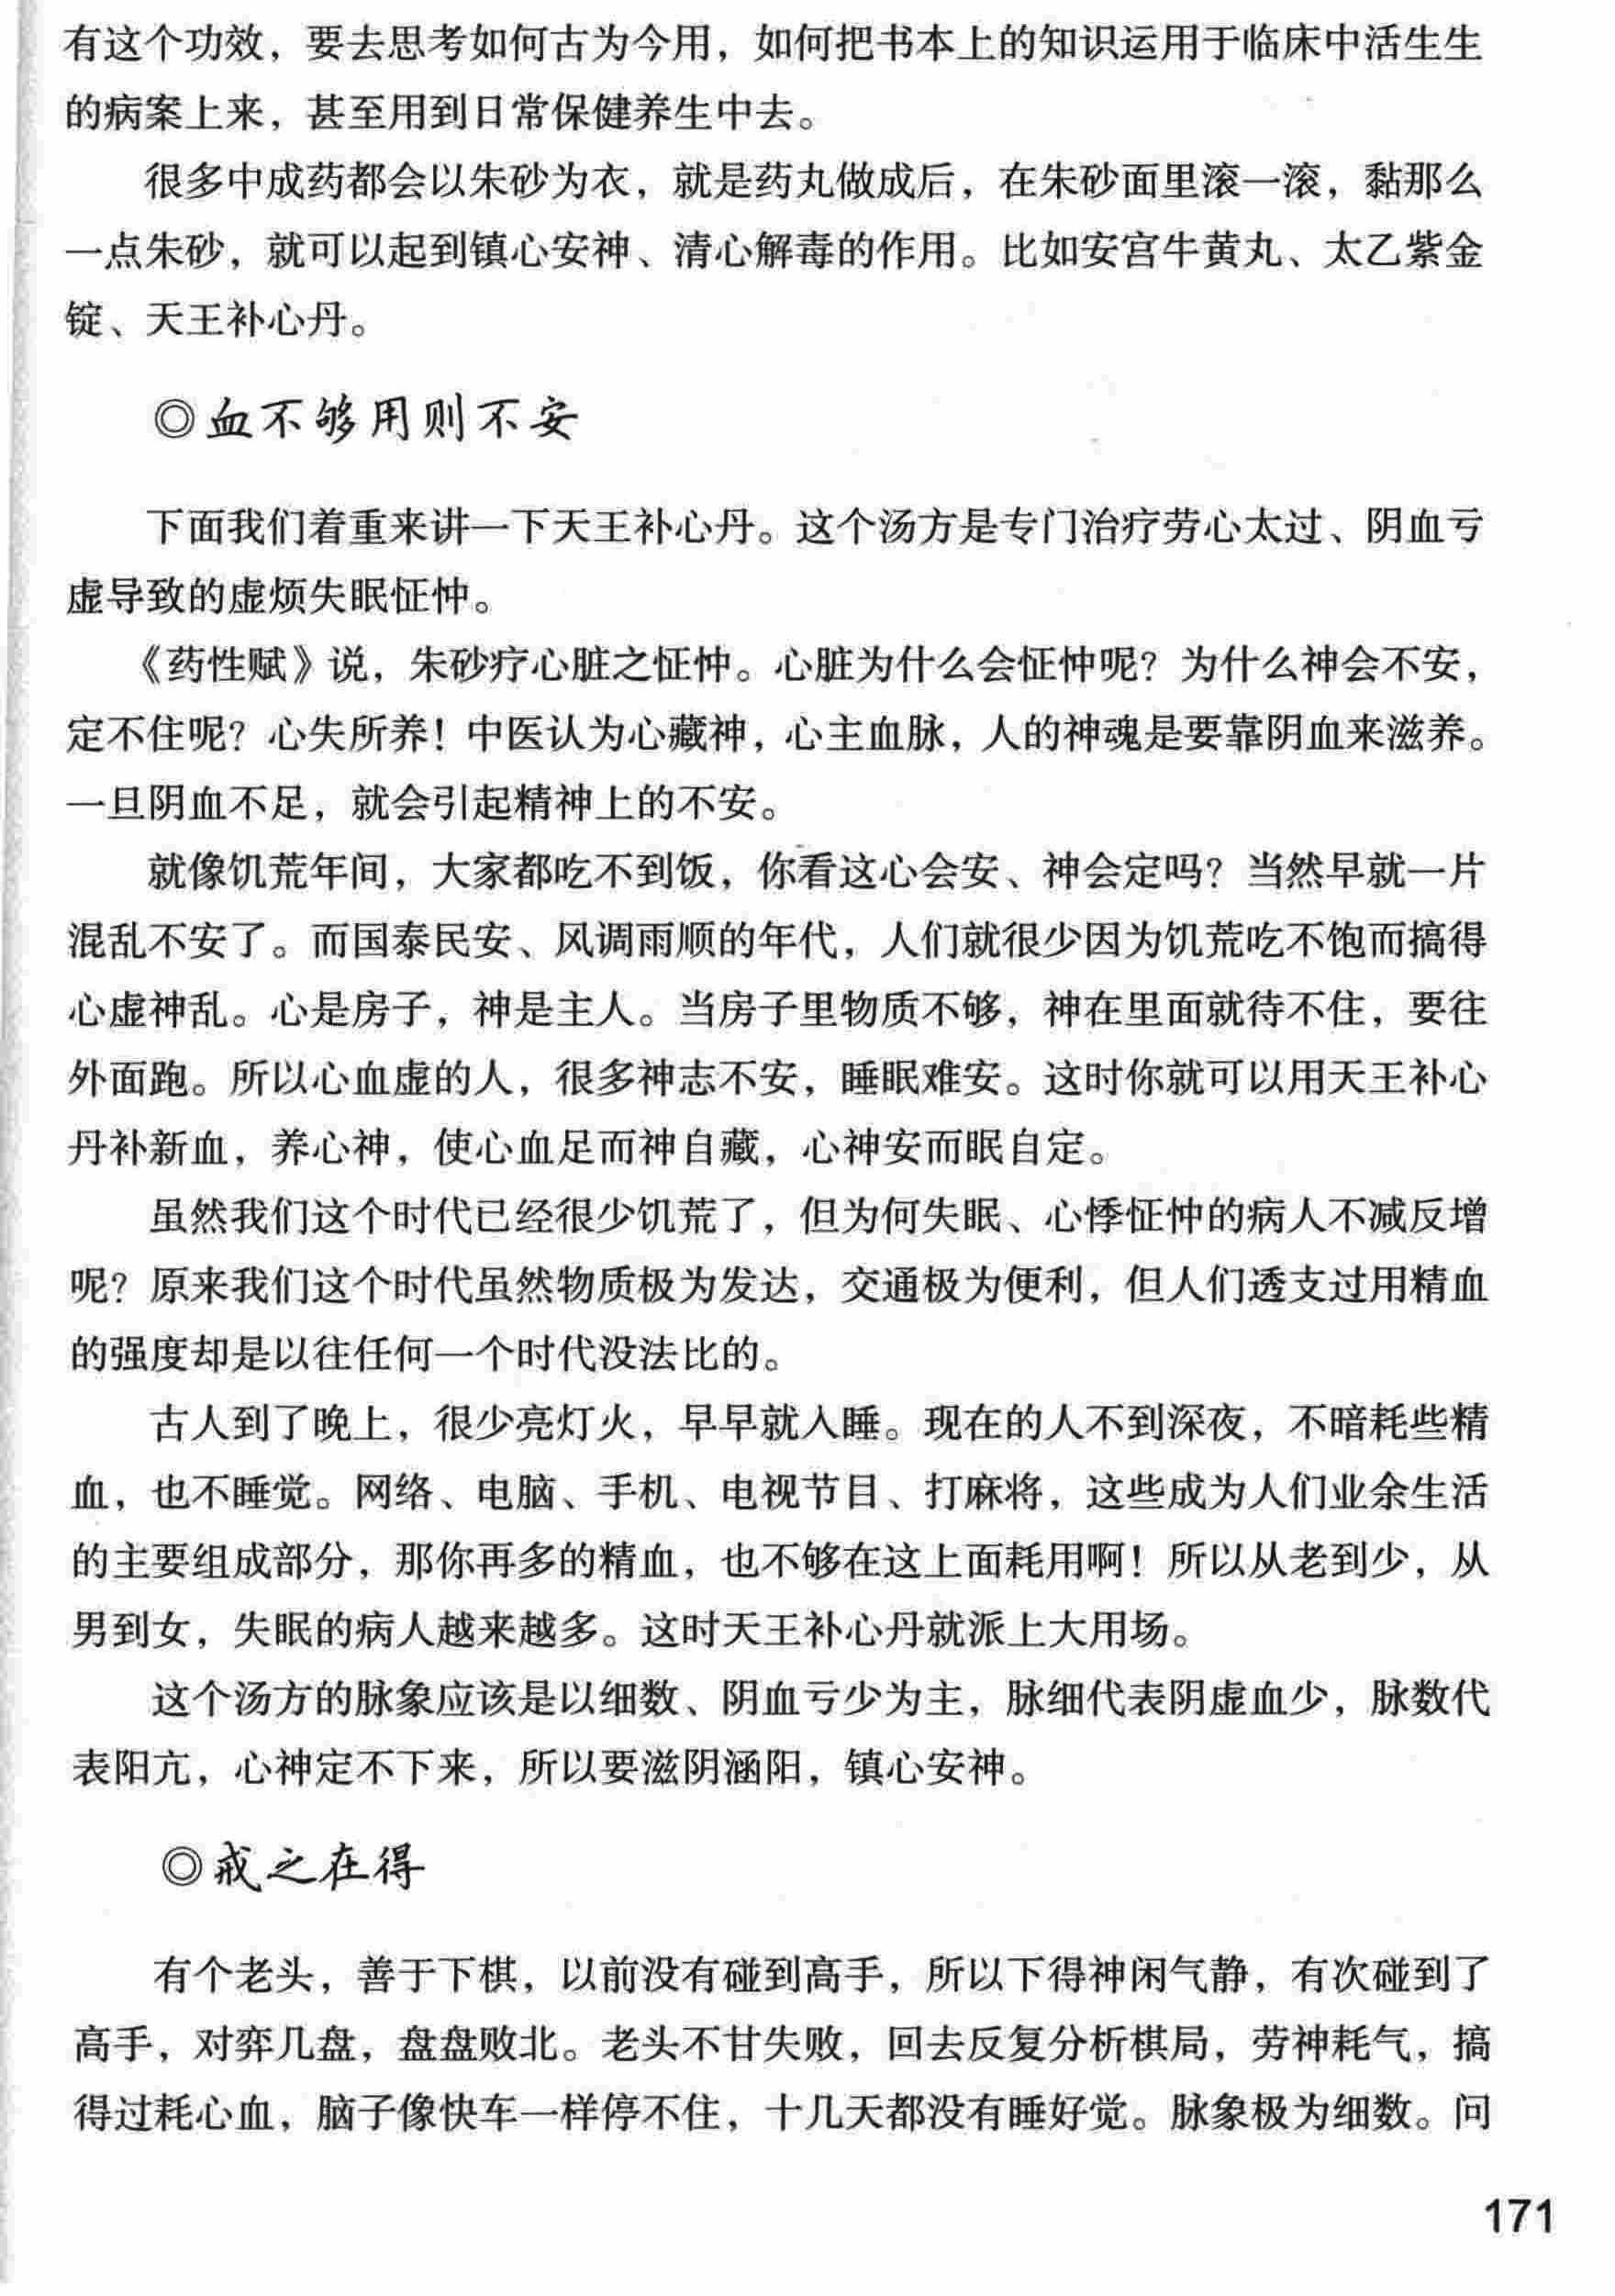 有这个功效，要去思考如何古为今用，如何把书本上的知识运用于临床中活生生
的病案上来，甚至用到日常保健养生中去。
很多中成药都会以朱砂为衣，就是药丸做成后，在朱砂面里滚一滚，黏那么
一点朱砂，就可以起到镇心安神、清心解毒的作用。比如安宫牛黄丸、太乙紫金
锭、天王补心丹。
◎血不够用则不安
下面我们着重来讲一下天王补心丹。这个汤方是专门治疗劳心太过、阴血亏
虚导致的虚烦失眠怔忡。
《药性赋》说，朱砂疗心脏之怔忡。心脏为什么会怔忡呢？为什么神会不安，
定不住呢？心失所养！中医认为心藏神，心主血脉，人的神魂是要靠阴血来滋养。
一旦阴血不足，就会引起精神上的不安。
就像饥荒年间，大家都吃不到饭，你看这心会安、神会定吗？当然早就一片
混乱不安了。而国泰民安、风调雨顺的年代，人们就很少因为饥荒吃不饱而搞得
心虚神乱。心是房子，神是主人。当房子里物质不够，神在里面就待不住，要往
外面跑。所以心血虚的人，很多神志不安，睡眠难安。这时你就可以用天王补心
丹补新血，养心神，使心血足而神自藏，心神安而眠自定。
虽然我们这个时代已经很少饥荒了，但为何失眠、心悸怔忡的病人不减反增
呢？原来我们这个时代虽然物质极为发达，交通极为便利，但人们透支过用精血
的强度却是以往任何一个时代没法比的。
古人到了晚上，很少亮灯火，早早就入睡。现在的人不到深夜，不暗耗些精
血，也不睡觉。网络、电脑、手机、电视节目、打麻将，这些成为人们业余生活
的主要组成部分，那你再多的精血，也不够在这上面耗用啊！所以从老到少，从
男到女，失眠的病人越来越多。这时天王补心丹就派上大用场。
这个汤方的脉象应该是以细数、阴血亏少为主，脉细代表阴虚血少，脉数代
表阳亢，心神定不下来，所以要滋阴涵阳，镇心安神。
◎戒之在得
有个老头，善于下棋，以前没有碰到高手，所以下得神闲气静，有次碰到了
高手，对弈几盘，盘盘败北。老头不甘失败，回去反复分析棋局，劳神耗气，搞
得过耗心血，脑子像快车一样停不住，十几天都没有睡好觉。脉象极为细数。问
171